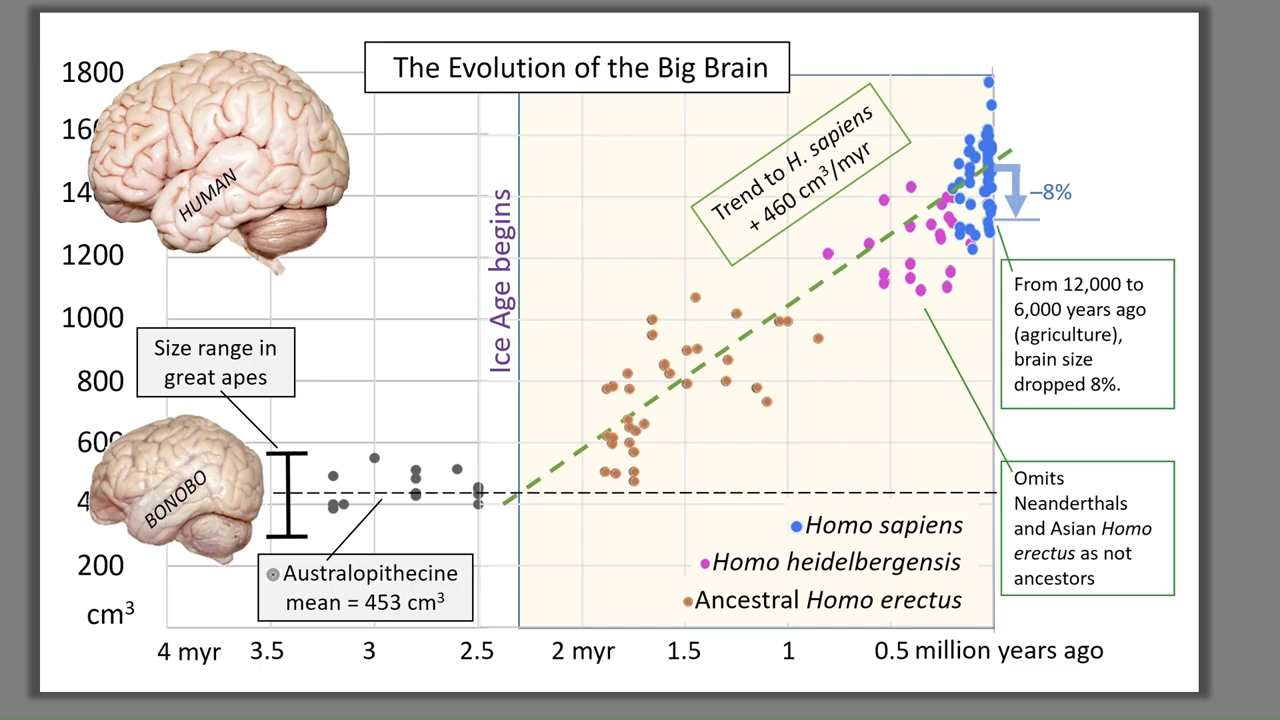 The Evolution of the Big Brain
1800
16
14
1200
1000
800
60
4
200
cm³
HUMAN
BONOBO
Size range in
great apes
Ice Age begins
Trend to H. sapiens
+ 460 cm³/myr
–8%
From 12,000 to
6,000 years ago
(agriculture),
brain size
dropped 8%.
Omits
Neanderthals
and Asian Homo
erectus as not
ancestors
Homo sapiens
Homo heidelbergensis
Ancestral Homo erectus
Australopithecine
mean = 453 cm³
4 myr 3.5 3 2.5 2 myr 1.5 1 0.5 million years ago